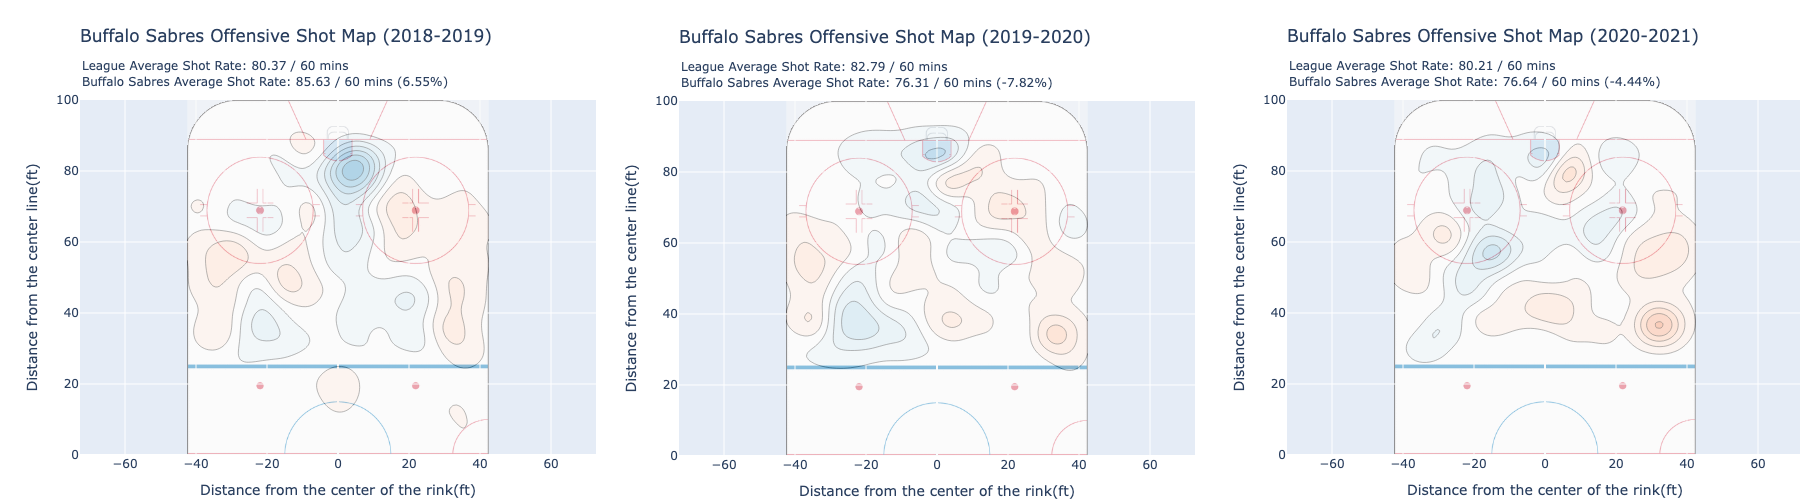 Buffalo Sabres Offensive Shot Map (2018-2019)
League Average Shot Rate: 80.37 / 60 mins
Buffalo Sabres Average Shot Rate: 85.63 / 60 mins (6.55%)
100
80
60
40
20
0
Distance from the center line(ft)
−60
−40
−20
0
20
40
60
Distance from the center of the rink(ft)
Buffalo Sabres Offensive Shot Map (2019-2020)
League Average Shot Rate: 82.79 / 60 mins
Buffalo Sabres Average Shot Rate: 76.31 / 60 mins (-7.82%)
100
80
60
40
20
0
Distance from the center line(ft)
−60
−40
−20
0
20
40
60
Distance from the center of the rink(ft)
Buffalo Sabres Offensive Shot Map (2020-2021)
League Average Shot Rate: 80.21 / 60 mins
Buffalo Sabres Average Shot Rate: 76.64 / 60 mins (-4.44%)
100
80
60
40
20
0
Distance from the center line(ft)
−60
−40
−20
0
20
40
60
Distance from the center of the rink(ft)